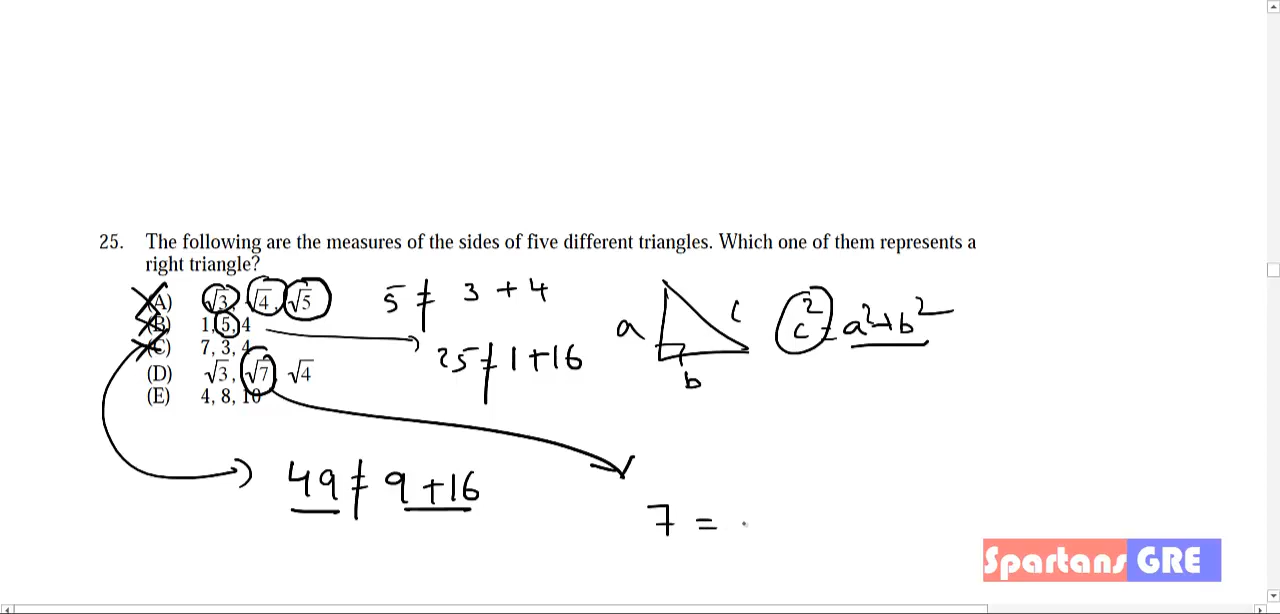 25. The following are the measures of the sides of five different triangles. Which one of them represents a
right triangle?
(A) √3, √4, √5
(B) 1, 5, 4
(C) 7, 3, 4
(D) √3, √7, √4
(E) 4, 8, 10
5 ≠ 3 + 4
25 ≠ 1 + 16
a
c
b
c² = a² + b²
49 ≠ 9 + 16
7 =
Spartans GRE